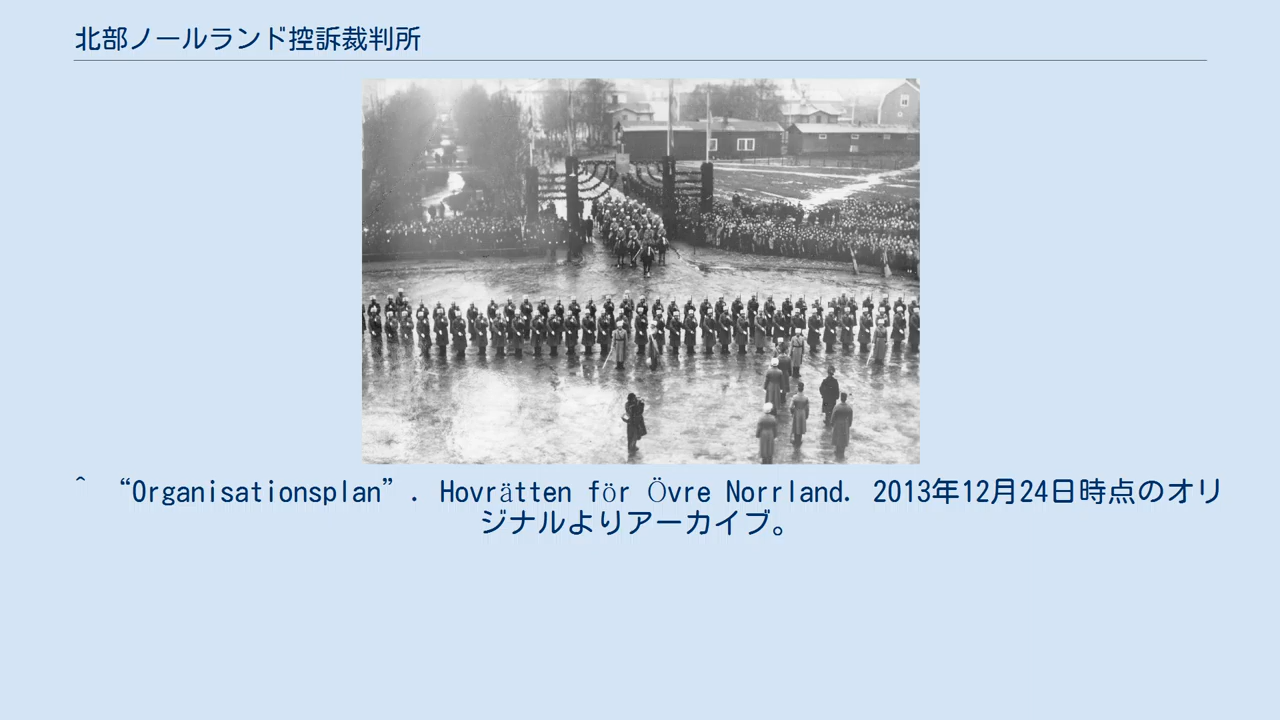 北部ノールランド控訴裁判所
^ “Organisationsplan”. Hovrätten för Övre Norrland. 2013年12月24日時点のオリ
ジナルよりアーカイブ。